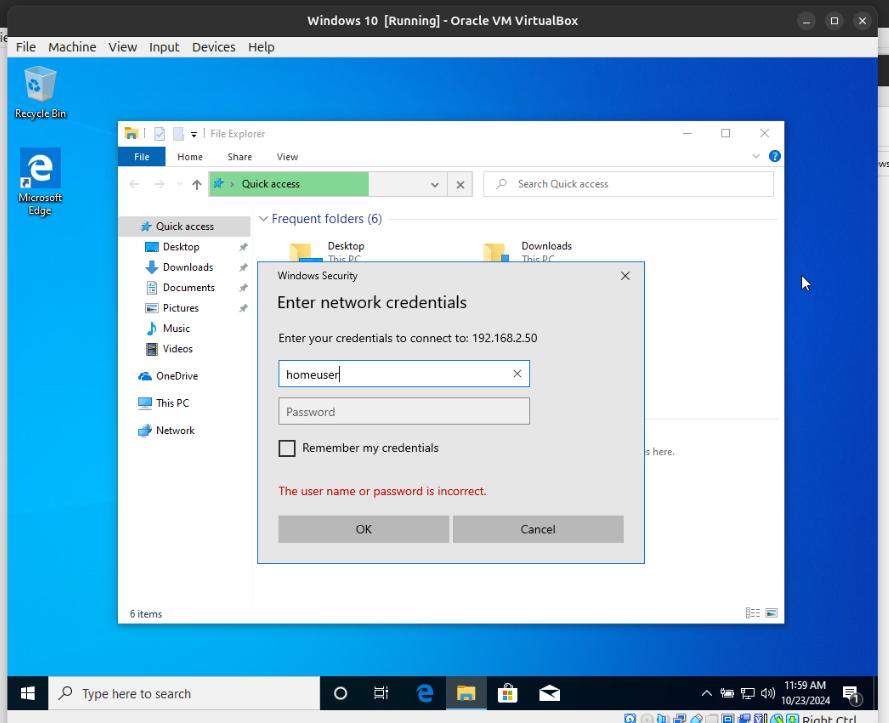 Windows 10 [Running] - Oracle VM VirtualBox
File Machine View Input Devices Help
Recycle Bin
Microsoft Edge
File Explorer
File Home Share View
Quick access
Search Quick access
Quick access
Desktop
Downloads
Documents
Pictures
Music
Videos
OneDrive
This PC
Network
Frequent folders (6)
Desktop
This PC
Downloads
This PC
Windows Security
Enter network credentials
Enter your credentials to connect to: 192.168.2.50
homeuser
Password
Remember my credentials
The user name or password is incorrect.
OK Cancel
s here.
6 items
Type here to search
11:59 AM
10/23/2024
1
Right Ctrl